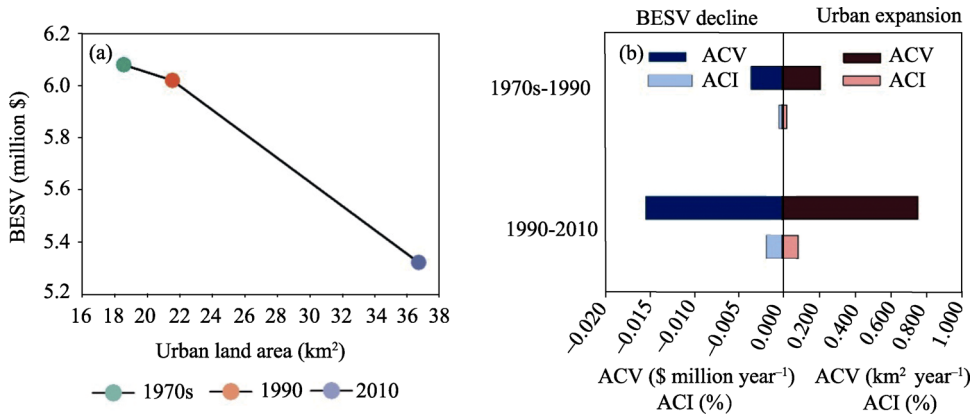 (a)
BESV (million $)
6.2
6.0
5.8
5.6
5.4
5.2
16 18 20 22 24 26 28 30 32 34 36 38
Urban land area (km²)
1970s 1990 2010
BESV decline Urban expansion
(b)
ACV ACV
ACI ACI
1970s-1990
1990-2010
–0.020 –0.015 –0.010 –0.005 0.000 0.200 0.400 0.600 0.800 1.000
ACV ($ million year⁻¹) ACV (km² year⁻¹)
ACI (%) ACI (%)